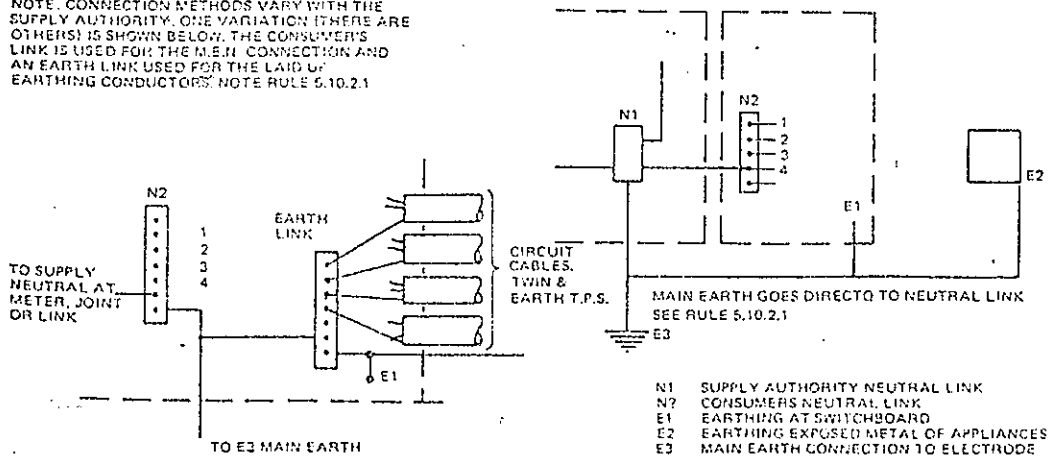 NOTE. CONNECTION METHODS VARY WITH THE
SUPPLY AUTHORITY. ONE VARIATION (THERE ARE
OTHERS) IS SHOWN BELOW. THE CONSUMER'S
LINK IS USED FOR THE M.E.N. CONNECTION AND
AN EARTH LINK USED FOR THE LAID UP
EARTHING CONDUCTORS. NOTE RULE 5.10.2.1
N2
1
2
3
4
TO SUPPLY
NEUTRAL AT
METER, JOINT
OR LINK
EARTH
LINK
CIRCUIT
CABLES.
TWIN &
EARTH T.P.S.
E1
TO E3 MAIN EARTH
N1
N2
1
2
3
4
E2
E1
MAIN EARTH GOES DIRECTO TO NEUTRAL LINK
SEE RULE 5.10.2.1
E3
N1 SUPPLY AUTHORITY NEUTRAL LINK
N2 CONSUMERS NEUTRAL LINK
E1 EARTHING AT SWITCHBOARD
E2 EARTHING EXPOSED METAL OF APPLIANCES
E3 MAIN EARTH CONNECTION TO ELECTRODE